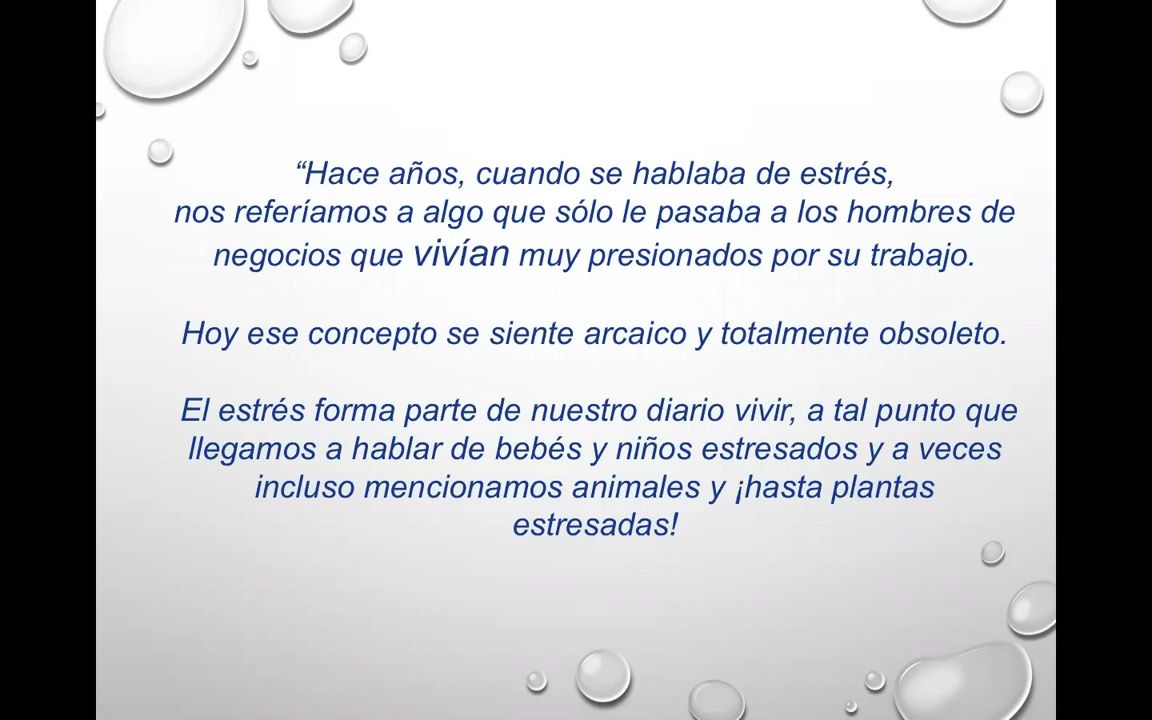 “Hace años, cuando se hablaba de estrés,
nos referíamos a algo que sólo le pasaba a los hombres de
negocios que vivían muy presionados por su trabajo.
Hoy ese concepto se siente arcaico y totalmente obsoleto.
El estrés forma parte de nuestro diario vivir, a tal punto que
llegamos a hablar de bebés y niños estresados y a veces
incluso mencionamos animales y ¡hasta plantas
estresadas!